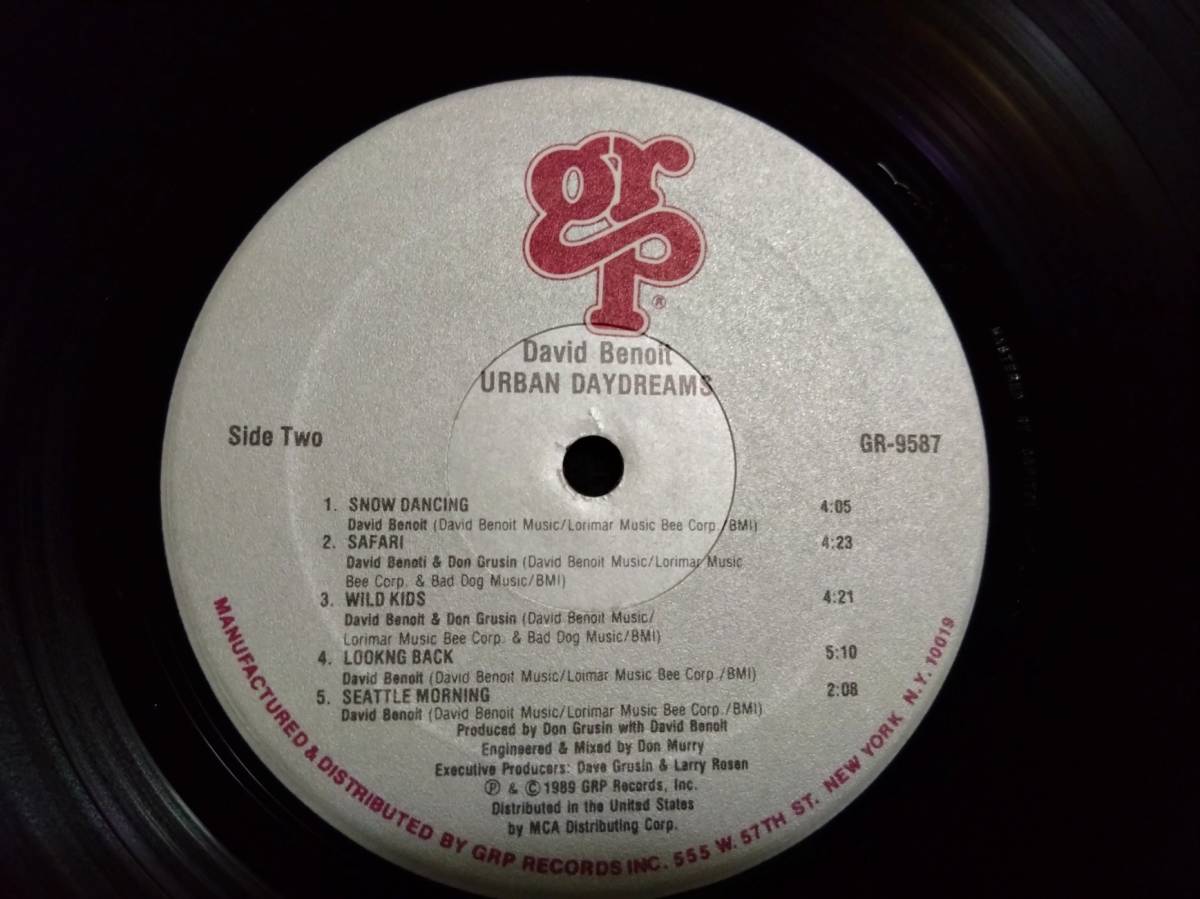 grp
®
David Benoit
URBAN DAYDREAMS
Side Two
GR-9587
1. SNOW DANCING 4:05
David Benoit (David Benoit Music/Lorimar Music Bee Corp./BMI)
2. SAFARI 4:23
David Benoti & Don Grusin (David Benoit Music/Lorimar Music
Bee Corp. & Bad Dog Music/BMI)
3. WILD KIDS 4:21
David Benoit & Don Grusin (David Benoit Music/
Lorimar Music Bee Corp. & Bad Dog Music/BMI)
4. LOOKNG BACK 5:10
David Benoit (David Benoit Music/Loimar Music Bee Corp./BMI)
5. SEATTLE MORNING 2:08
David Benoit (David Benoit Music/Lorimar Music Bee Corp./BMI)
Produced by Don Grusin with David Benoit
Engineered & Mixed by Don Murry
Executive Producers: Dave Grusin & Larry Rosen
Ⓟ & © 1989 GRP Records, Inc.
Distributed in the United States
by MCA Distributing Corp.
MANUFACTURED & DISTRIBUTED BY GRP RECORDS INC. 555 W. 57TH ST. NEW YORK N.Y. 10019
MASTERED BY